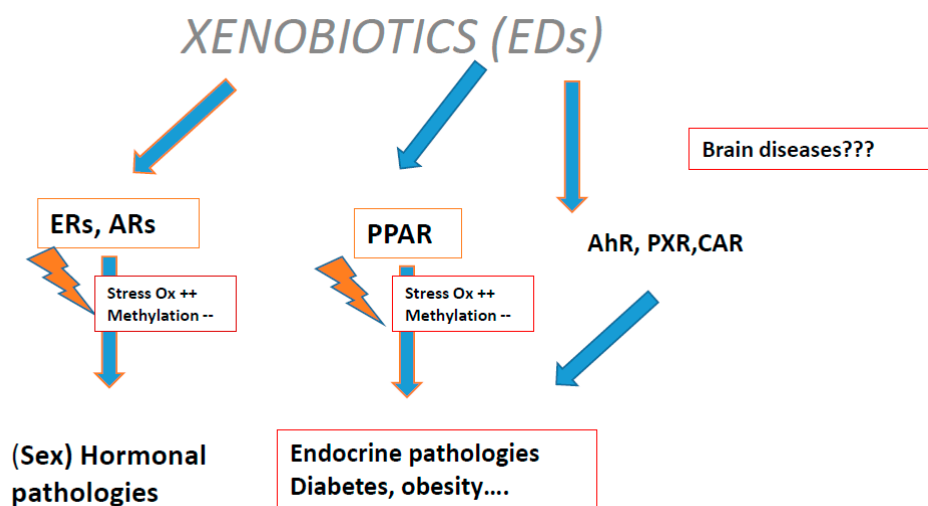 XENOBIOTICS (EDs)
Brain diseases???
ERs, ARs
PPAR
AhR, PXR,CAR
Stress Ox ++
Methylation --
Stress Ox ++
Methylation --
(Sex) Hormonal
pathologies
Endocrine pathologies
Diabetes, obesity....